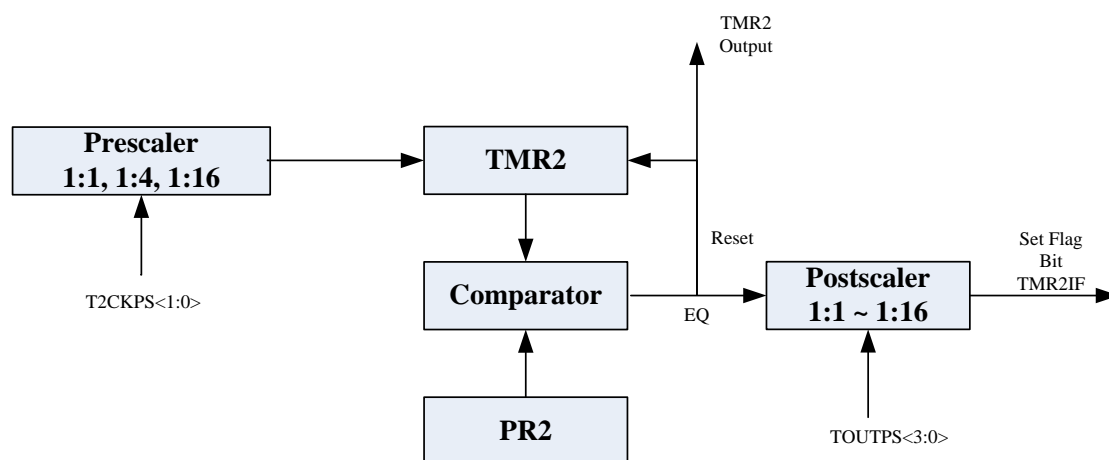 TMR2
Output
Prescaler
1:1, 1:4, 1:16
TMR2
Reset
Set Flag
Bit
TMR2IF
T2CKPS<1:0>
Comparator
EQ
Postscaler
1:1 ~ 1:16
PR2
TOUTPS<3:0>